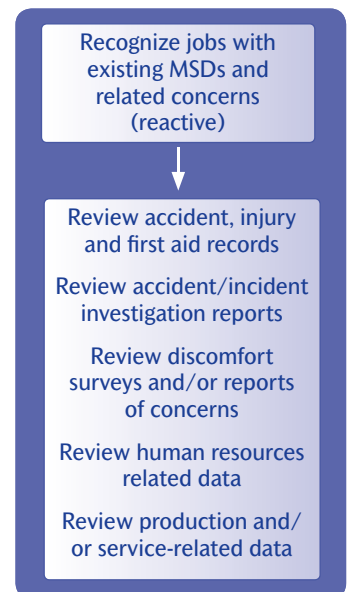 Recognize jobs with
existing MSDs and
related concerns
(reactive)
Review accident, injury
and first aid records
Review accident/incident
investigation reports
Review discomfort
surveys and/or reports
of concerns
Review human resources
related data
Review production and/
or service-related data